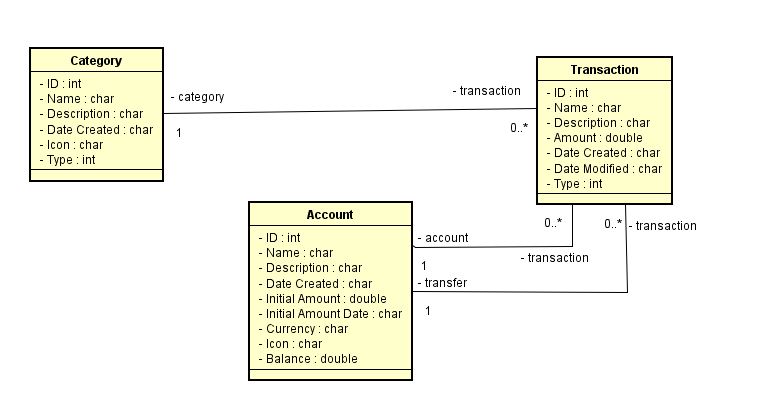 Category
- ID : int
- Name : char
- Description : char
- Date Created : char
- Icon : char
- Type : int
- category
1
- transaction
0..*
Transaction
- ID : int
- Name : char
- Description : char
- Amount : double
- Date Created : char
- Date Modified : char
- Type : int
0..*
0..*
- transaction
- transaction
Account
- ID : int
- Name : char
- Description : char
- Date Created : char
- Initial Amount : double
- Initial Amount Date : char
- Currency : char
- Icon : char
- Balance : double
- account
1
- transfer
1